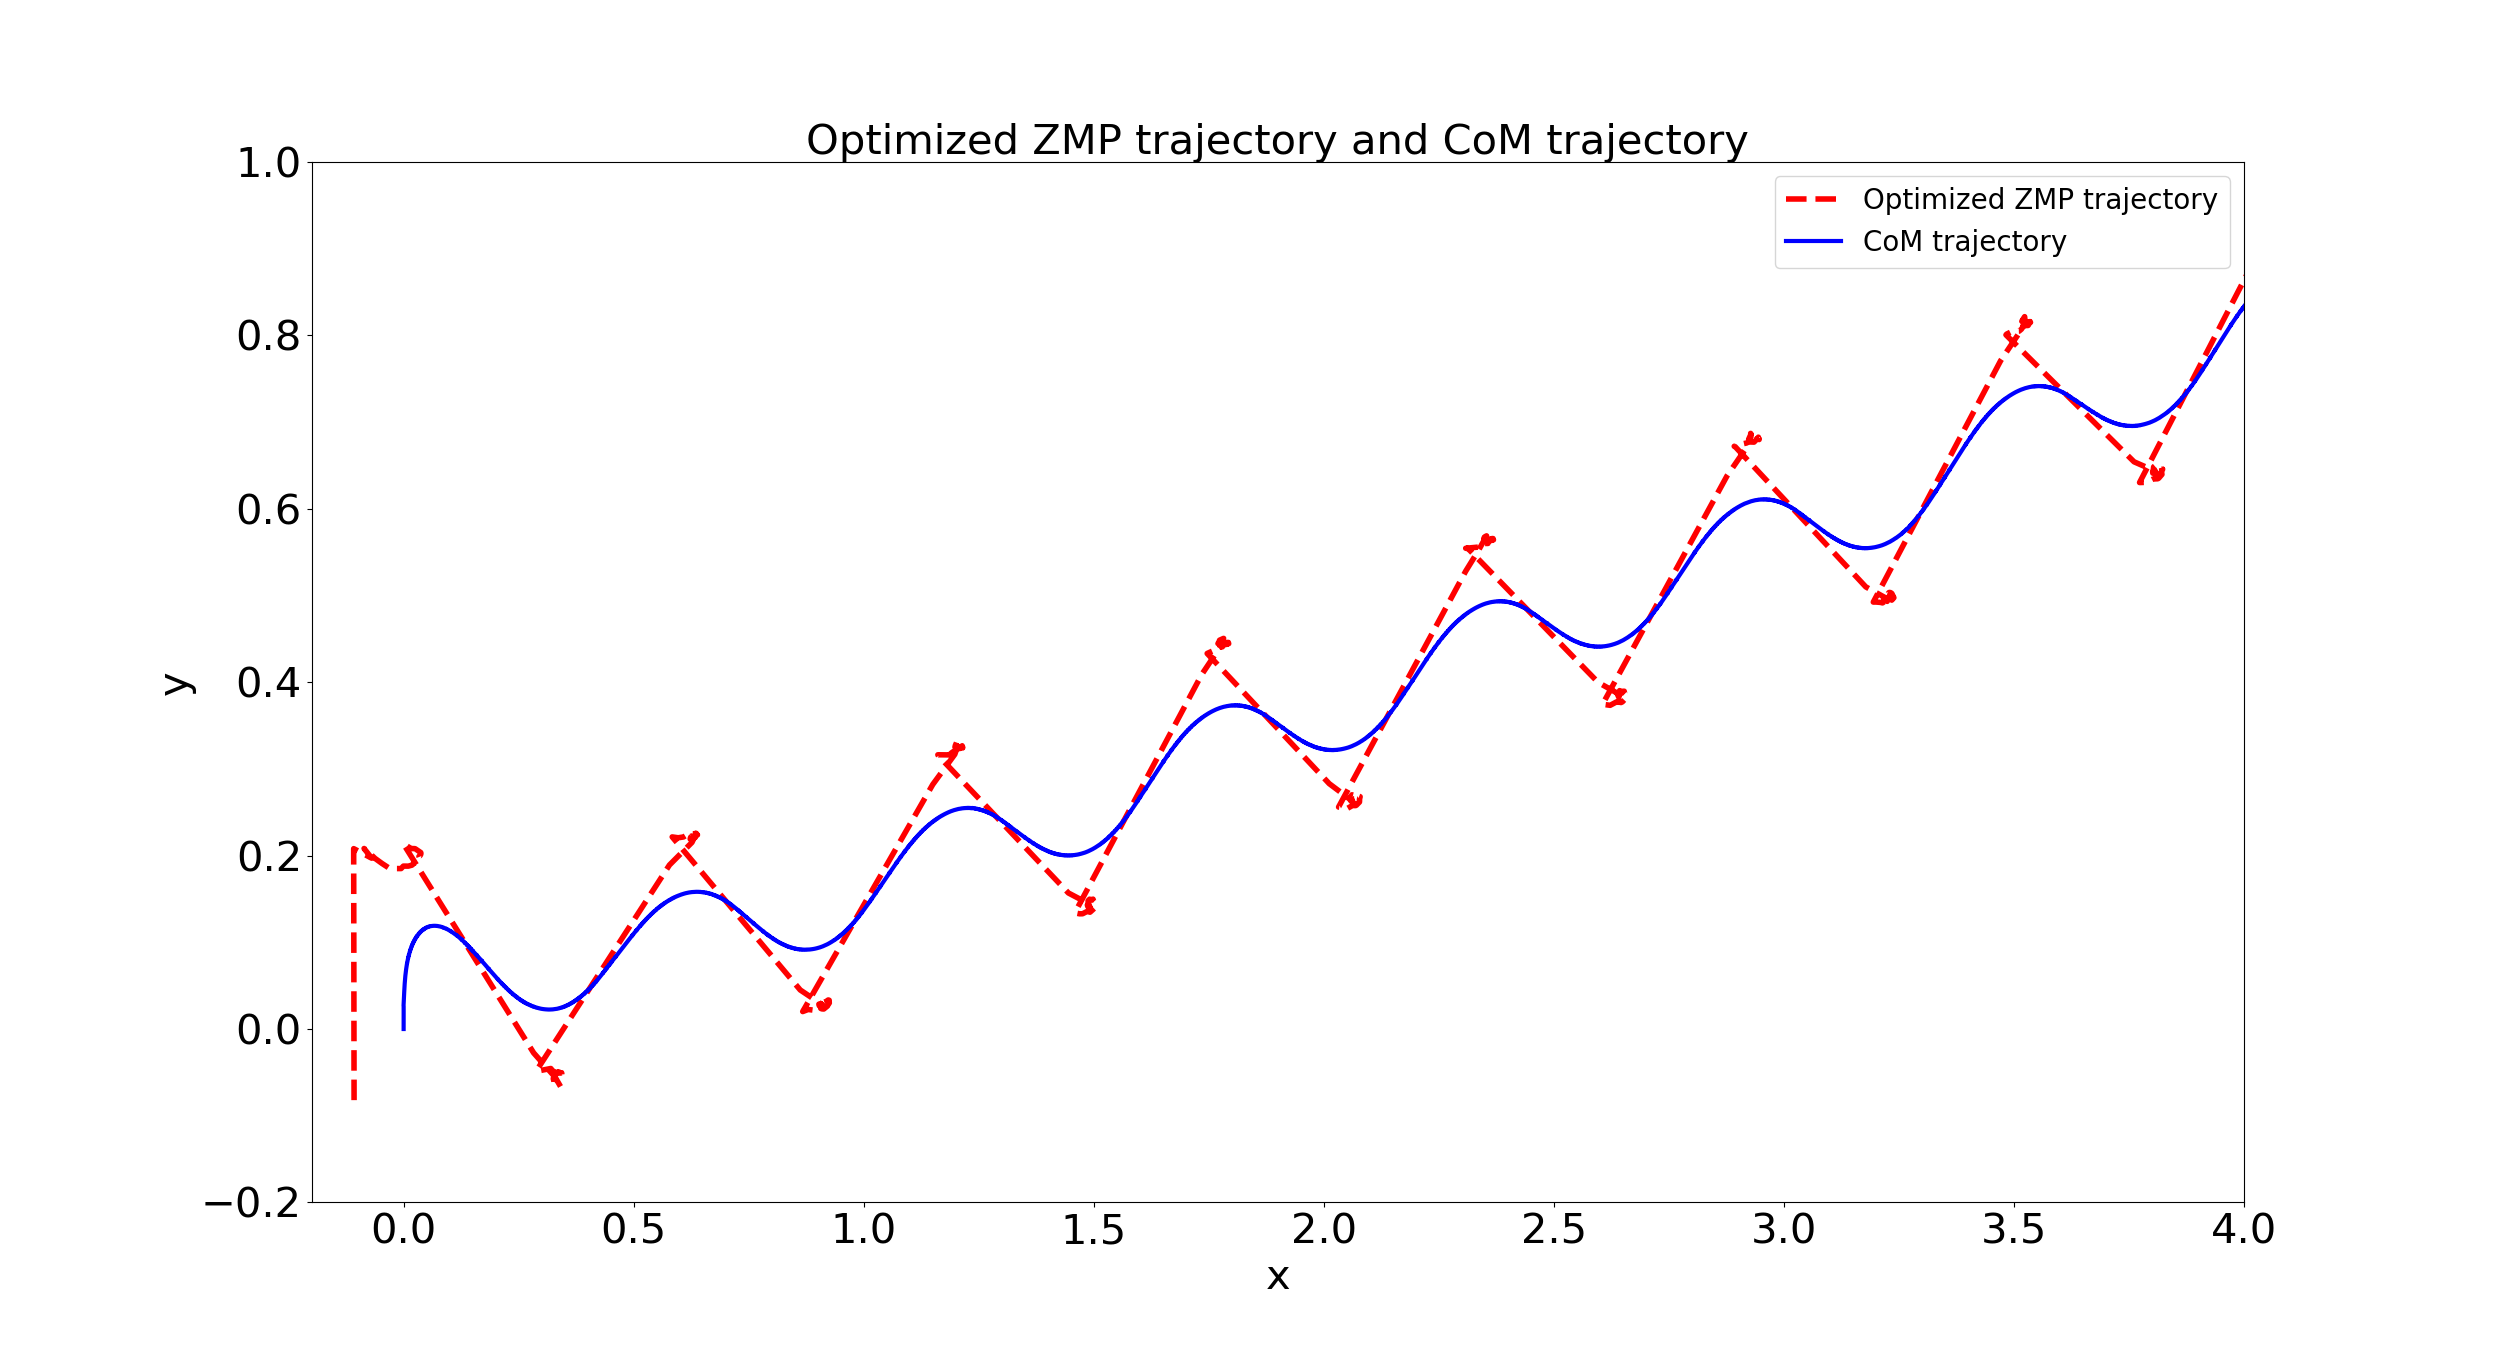 Optimized ZMP trajectory and CoM trajectory
1.0
0.8
0.6
0.4
0.2
0.0
−0.2
y
Optimized ZMP trajectory
CoM trajectory
0.0 0.5 1.0 1.5 2.0 2.5 3.0 3.5 4.0
x